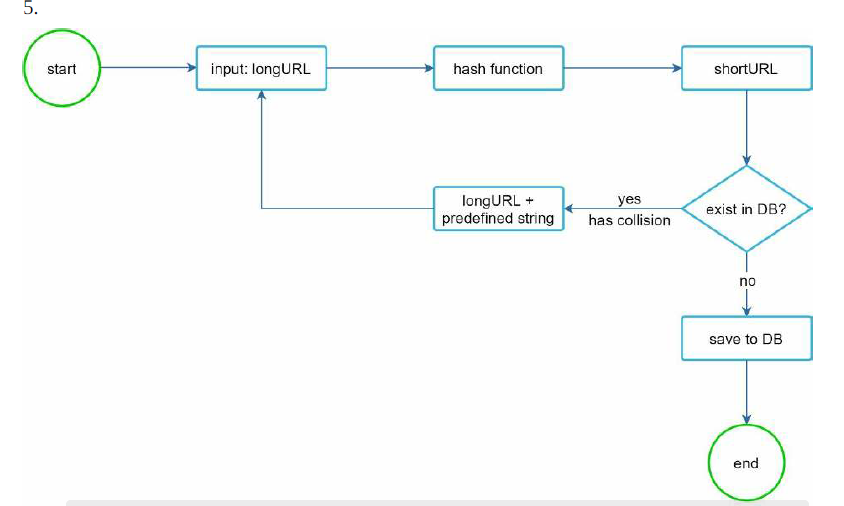 5.
start
input: longURL
hash function
shortURL
longURL +
predefined string
yes
has collision
exist in DB?
no
save to DB
end